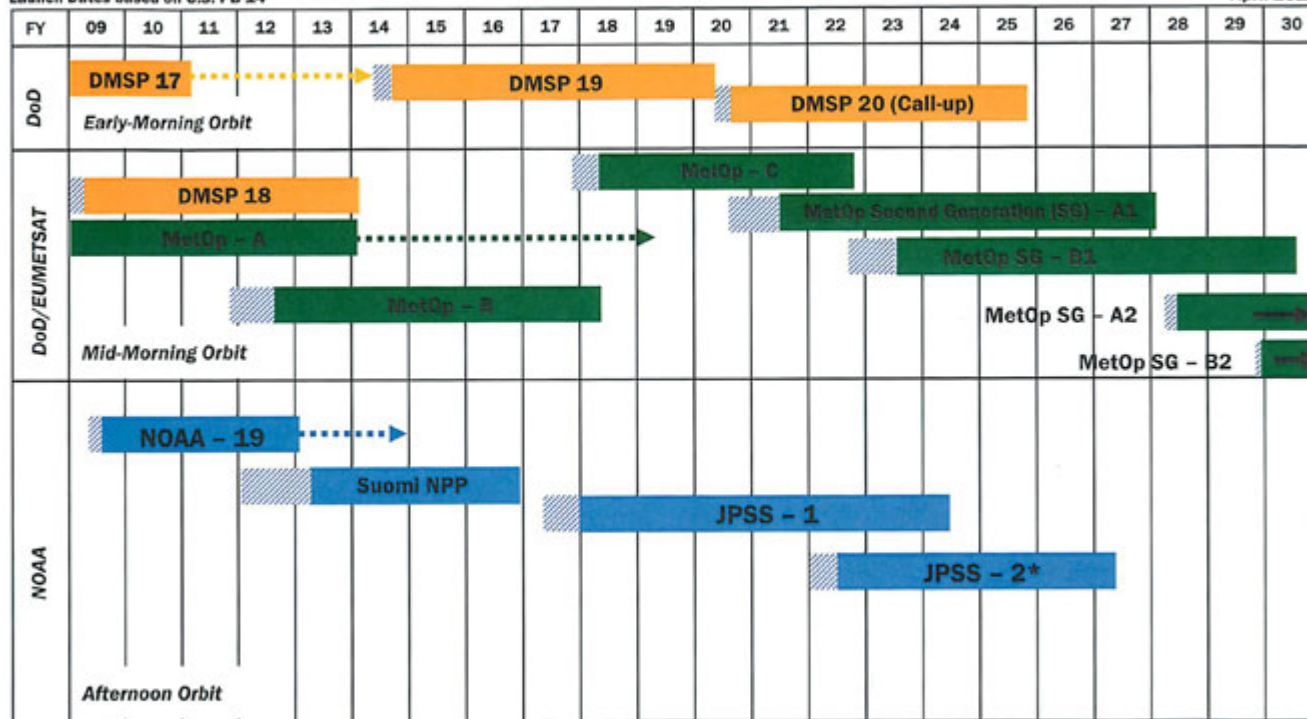 FY 09 10 11 12 13 14 15 16 17 18 19 20 21 22 23 24 25 26 27 28 29 30
DoD
DMSP 17
DMSP 19
DMSP 20 (Call-up)
Early-Morning Orbit
DoD/EUMETSAT
MetOp – C
DMSP 18
MetOp Second Generation (SG) – A1
MetOp – A
MetOp SG – B1
MetOp – B
MetOp SG – A2
Mid-Morning Orbit
MetOp SG – B2
NOAA
NOAA – 19
Suomi NPP
JPSS – 1
JPSS – 2*
Afternoon Orbit